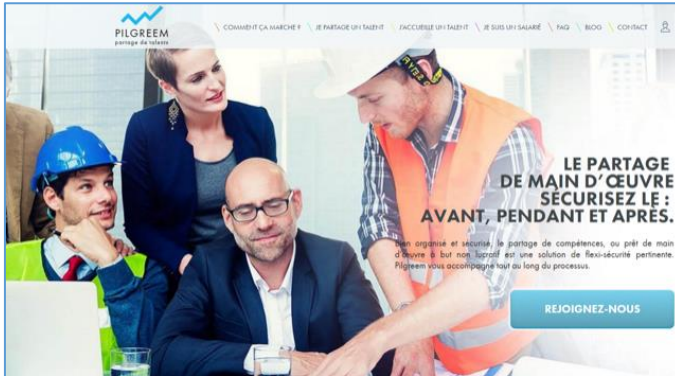 PILGREEM
partage de talents
COMMENT ÇA MARCHE ? \ JE PARTAGE UN TALENT \ J'ACCUEILLE UN TALENT \ JE SUIS UN SALARIÉ \ FAQ \ BLOG \ CONTACT
LE PARTAGE
DE MAIN D'ŒUVRE
SÉCURISEZ LE :
AVANT, PENDANT ET APRÈS.
Bien organisé et sécurisé, le partage de compétences, ou prêt de main
d'œuvre à but non lucratif est une solution de flexi-sécurité pertinente.
Pilgreem vous accompagne tout au long du processus.
REJOIGNEZ-NOUS